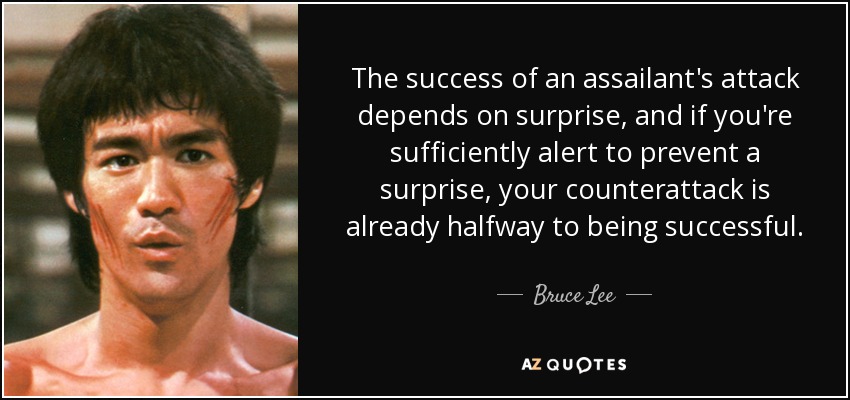 The success of an assailant's attack
depends on surprise, and if you're
sufficiently alert to prevent a
surprise, your counterattack is
already halfway to being successful.
Bruce Lee
AZ QUOTES